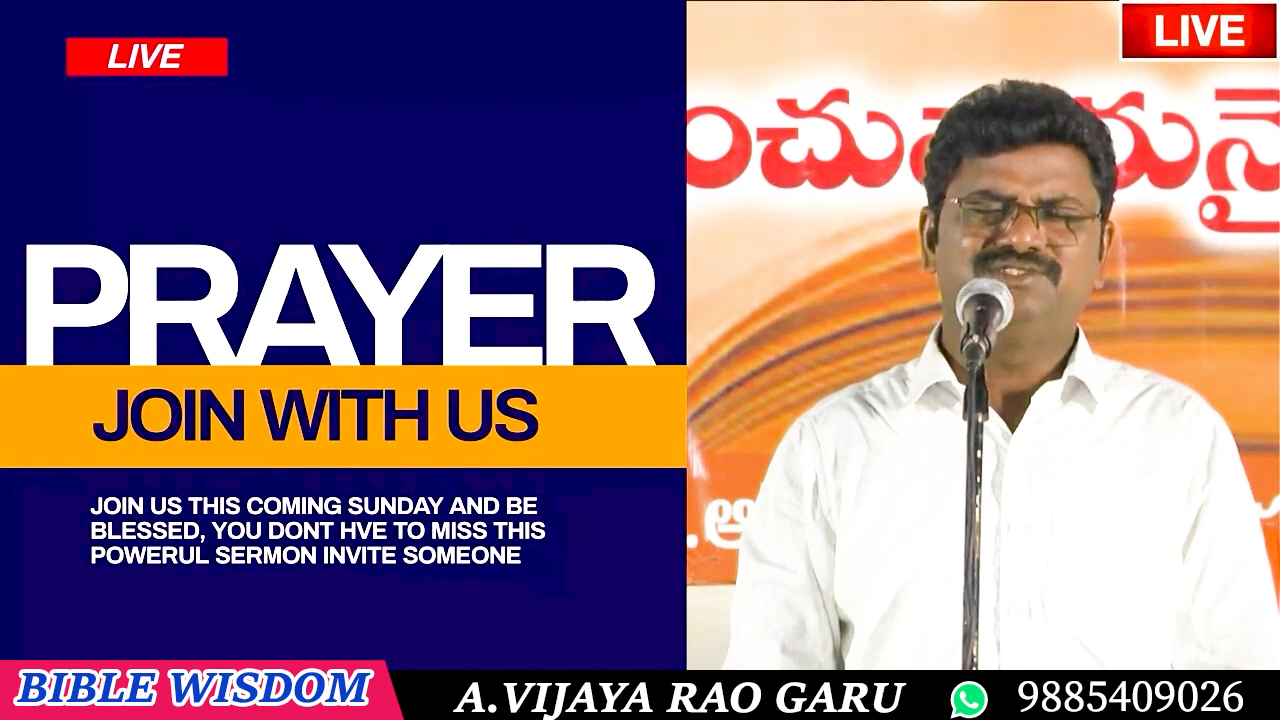 LIVE
LIVE
PRAYER
JOIN WITH US
JOIN US THIS COMING SUNDAY AND BE
BLESSED, YOU DONT HVE TO MISS THIS
POWERUL SERMON INVITE SOMEONE
BIBLE WISDOM
A.VIJAYA RAO GARU
9885409026